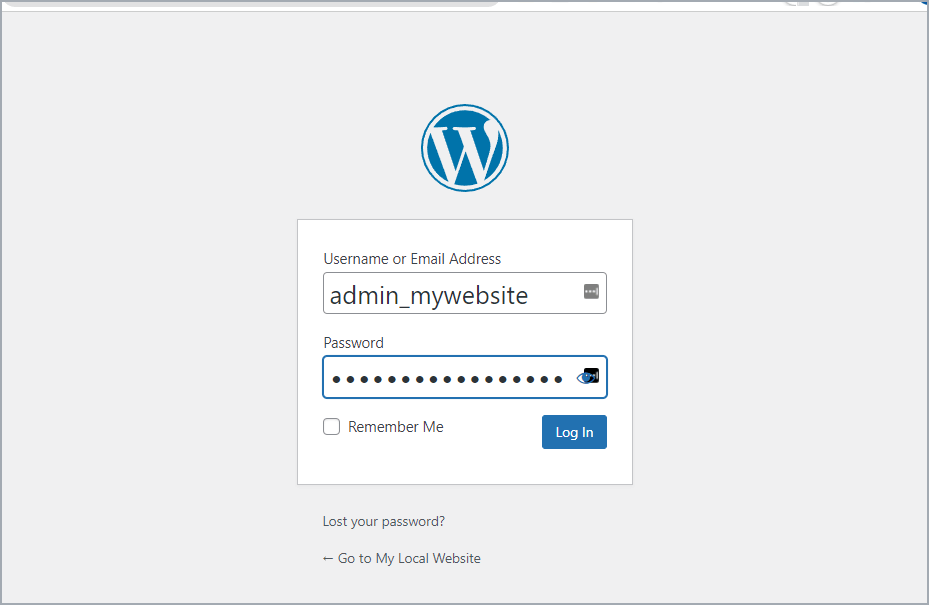 Username or Email Address
admin_mywebsite
Password
•••••••••••••••••
Remember Me
Log In
Lost your password?
← Go to My Local Website